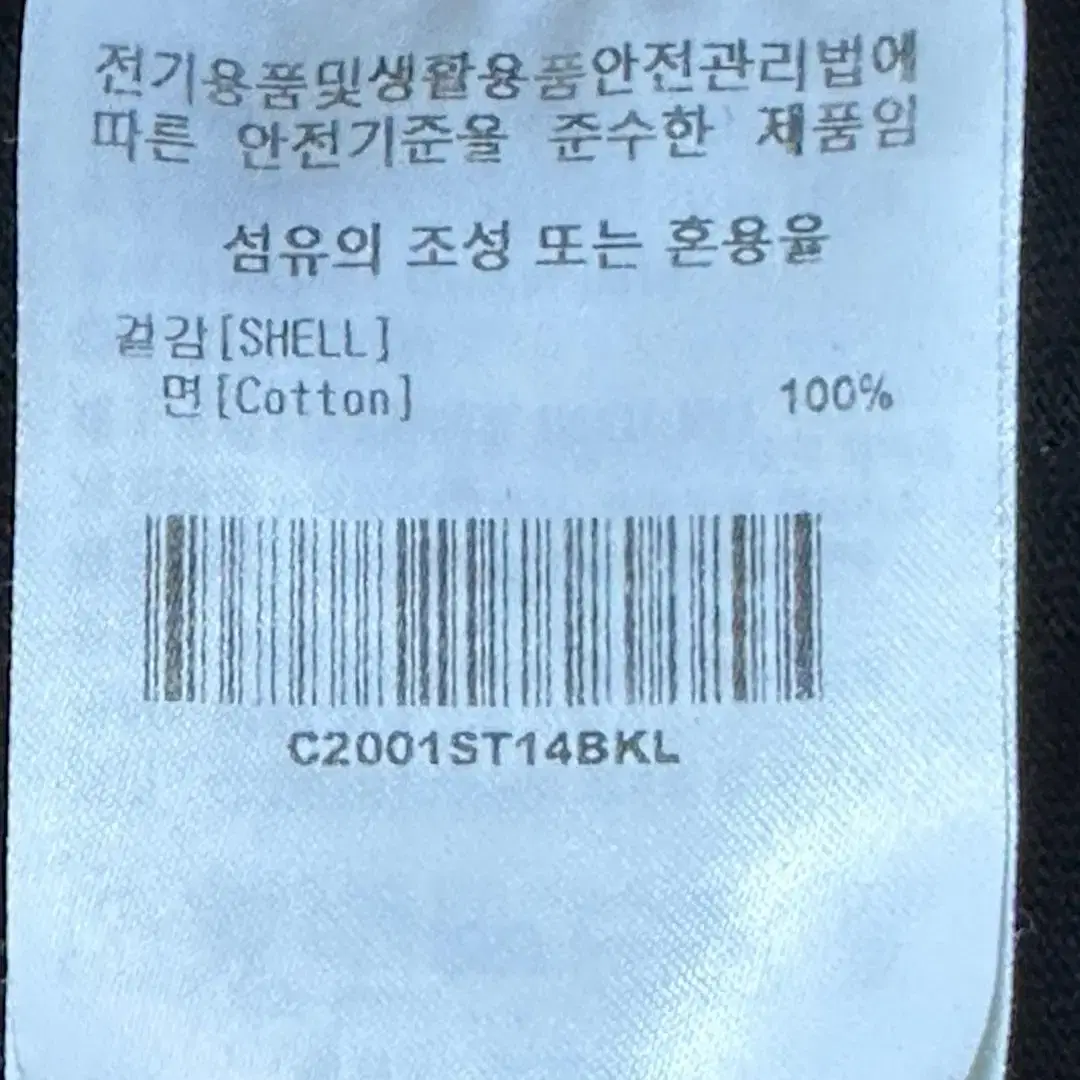 전기용품및생활용품안전관리법에
따른 안전기준을 준수한 제품임
섬유의 조성 또는 혼용율
겉감[SHELL]
면[Cotton] 100%
C2001ST14BKL